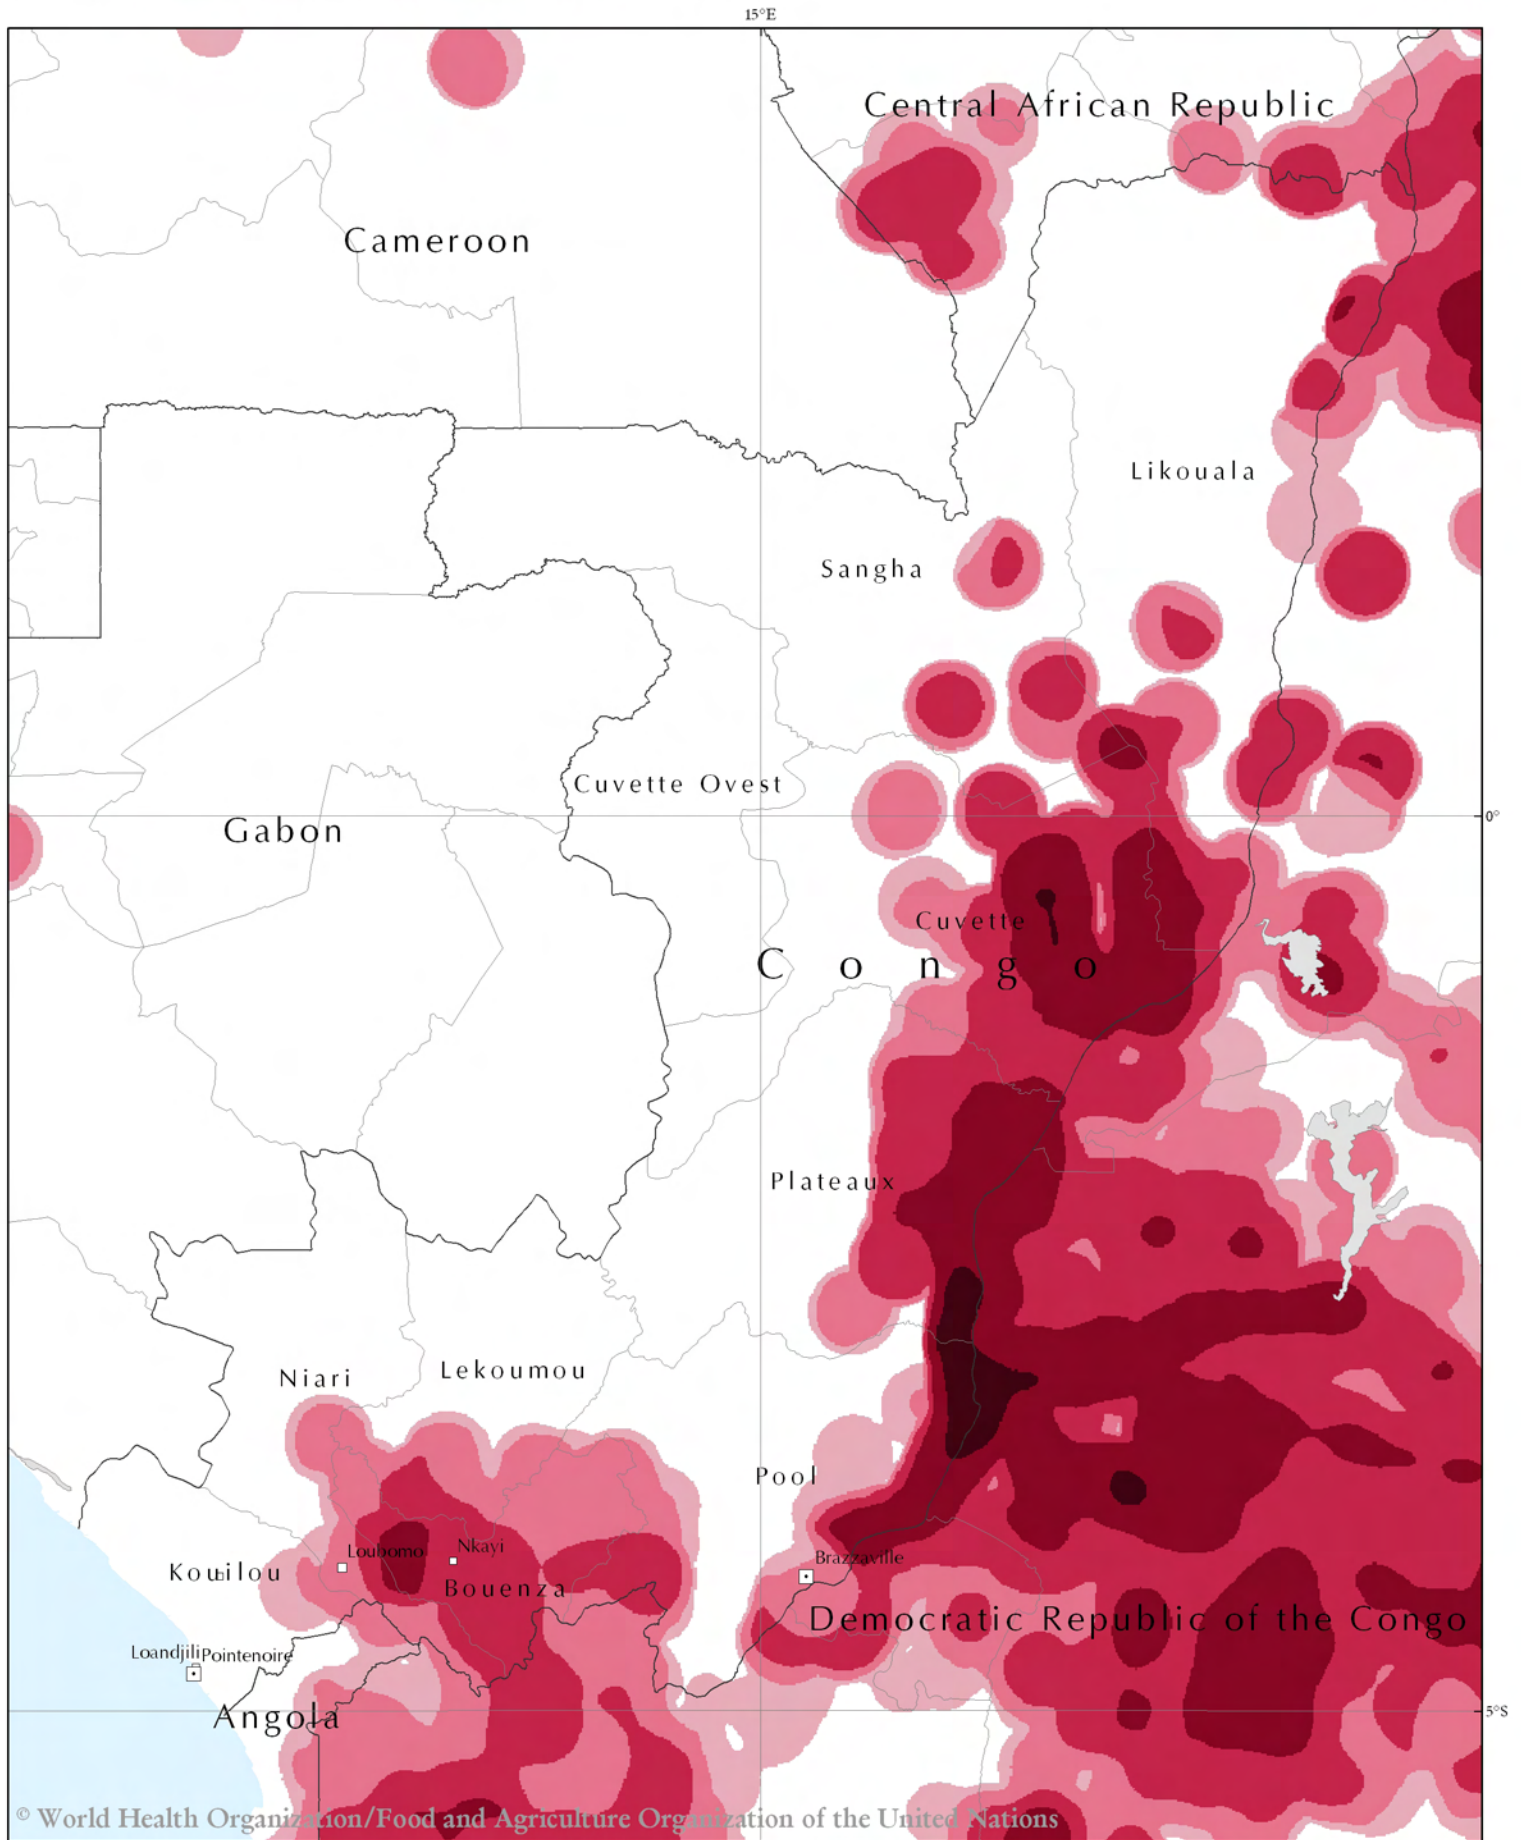 15°E
Central African Republic
Cameroon
Likouala
Sangha
Cuvette Ovest
0°
Gabon
Cuvette
Congo
Plateaux
Niari
Lekoumou
Pool
Loubomo
Nkayi
Brazzaville
Kouilou
Bouenza
Democratic Republic of the Congo
Loandjili
Pointenoire
Angola
5°S
© World Health Organization/Food and Agriculture Organization of the United Nations